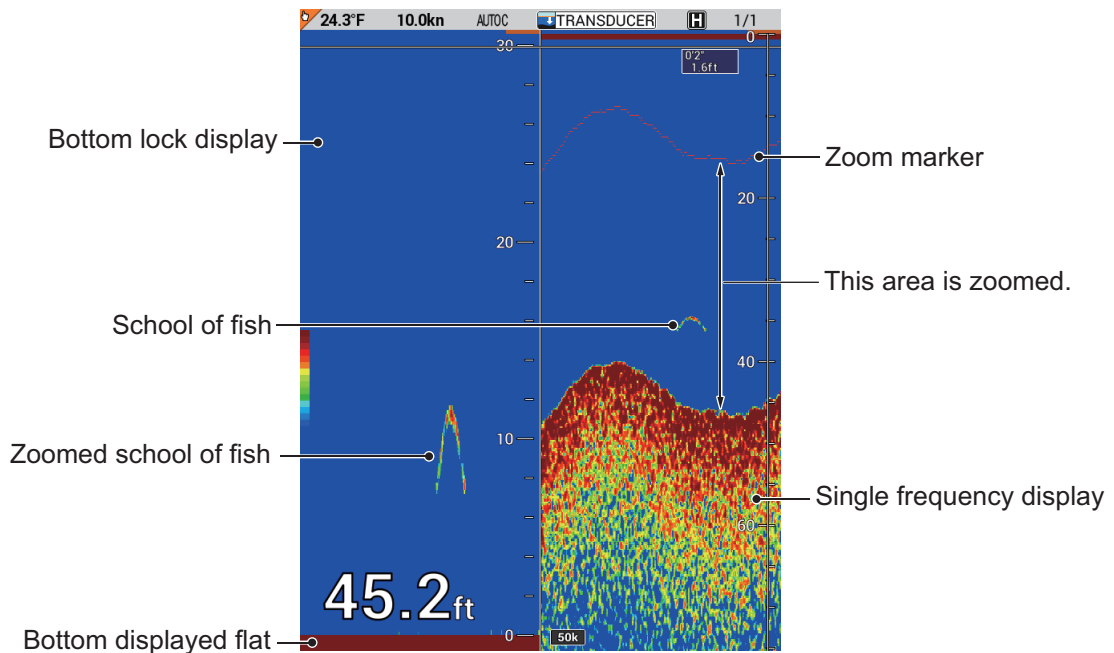 24.3°F 10.0kn AUTOC TRANSDUCER H 1/1
30 0
0'2"
1.6ft
Bottom lock display
Zoom marker
20
20
This area is zoomed.
School of fish
40
10
Zoomed school of fish
Single frequency display
60
45.2ft
0 50k
Bottom displayed flat